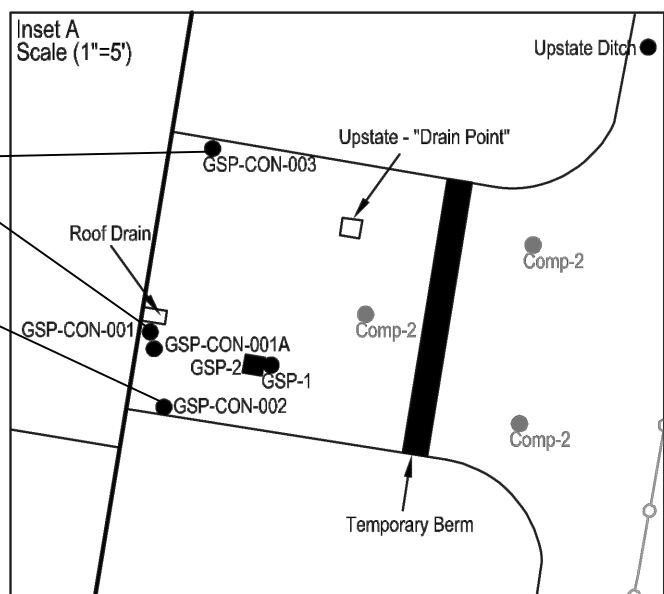 Inset A
Scale (1"=5')
Upstate Ditch
Upstate - "Drain Point"
GSP-CON-003
Roof Drain
Comp-2
GSP-CON-001
Comp-2
GSP-CON-001A
GSP-2
GSP-1
GSP-CON-002
Comp-2
Temporary Berm